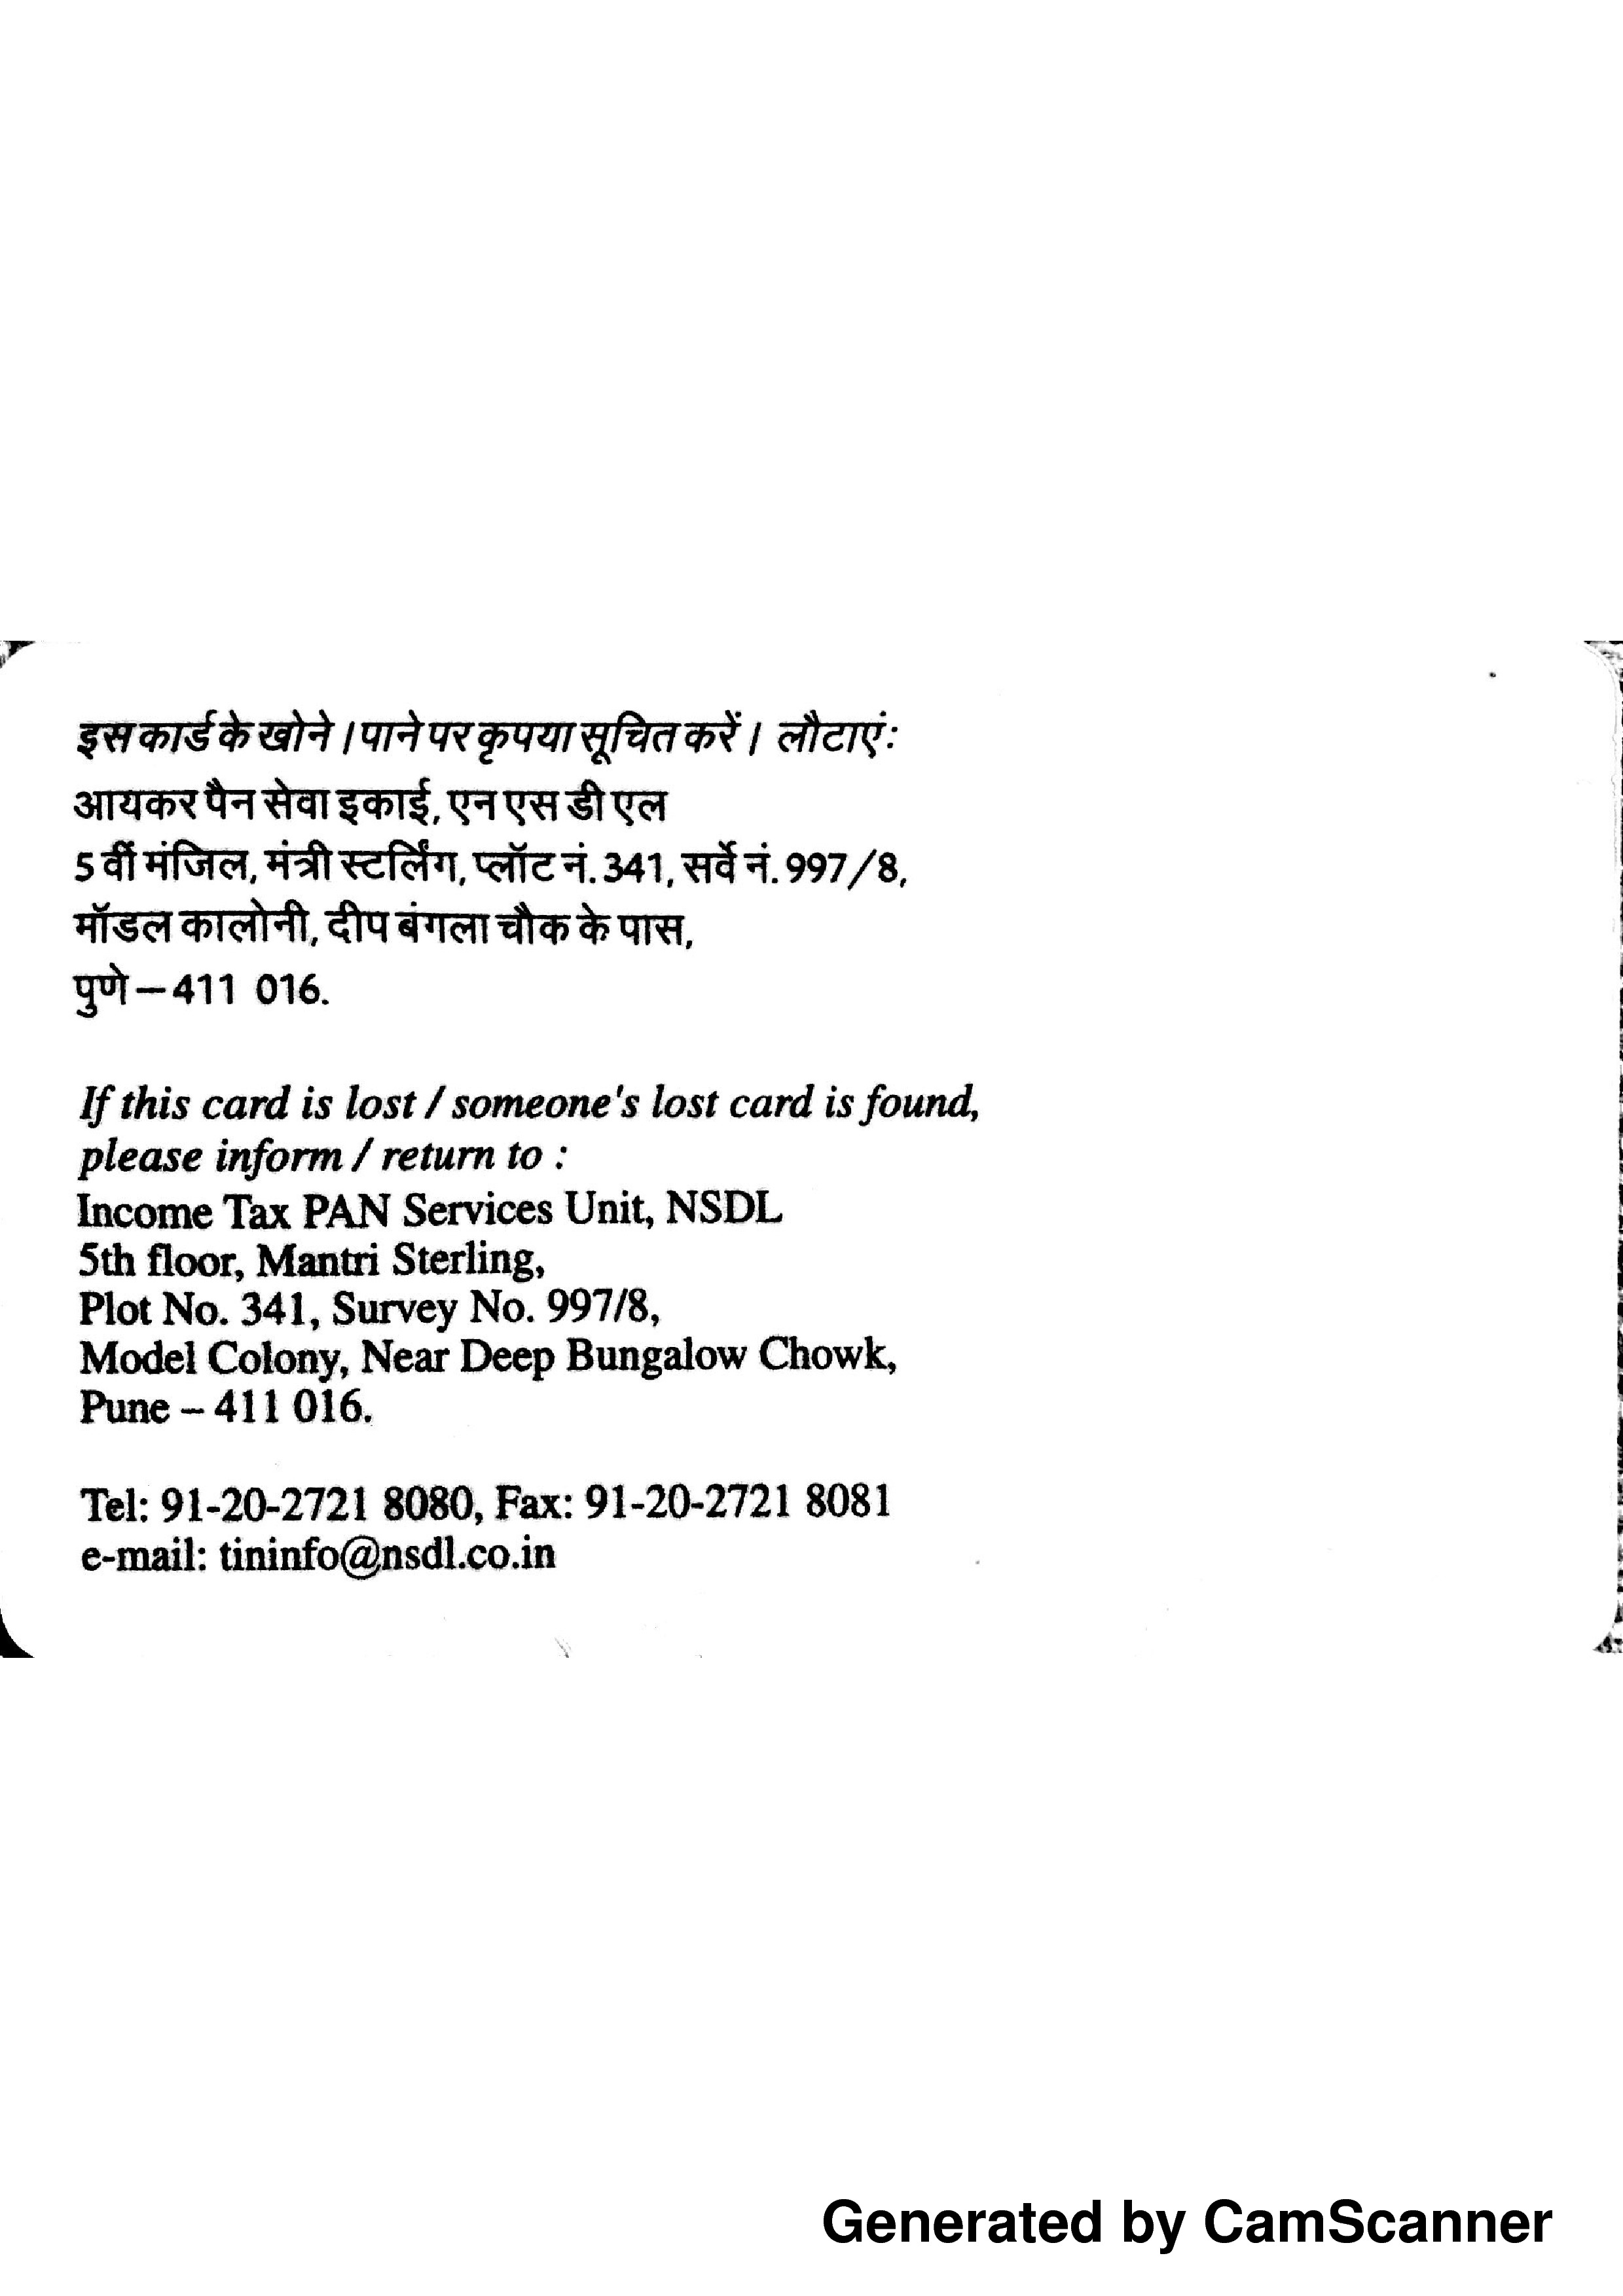 इस कार्ड के खोने / पाने पर कृपया सूचित करें / लौटाएं:
आयकर पैन सेवा इकाई, एन एस डी एल
5 वीं मंजिल, मंत्री स्टर्लिंग, प्लॉट नं. 341, सर्वे नं. 997/8,
मॉडल कालोनी, दीप बंगला चौक के पास,
पुणे – 411 016.
If this card is lost / someone's lost card is found,
please inform / return to :
Income Tax PAN Services Unit, NSDL
5th floor, Mantri Sterling,
Plot No. 341, Survey No. 997/8,
Model Colony, Near Deep Bungalow Chowk,
Pune – 411 016.
Tel: 91-20-2721 8080, Fax: 91-20-2721 8081
e-mail: tininfo@nsdl.co.in
Generated by CamScanner